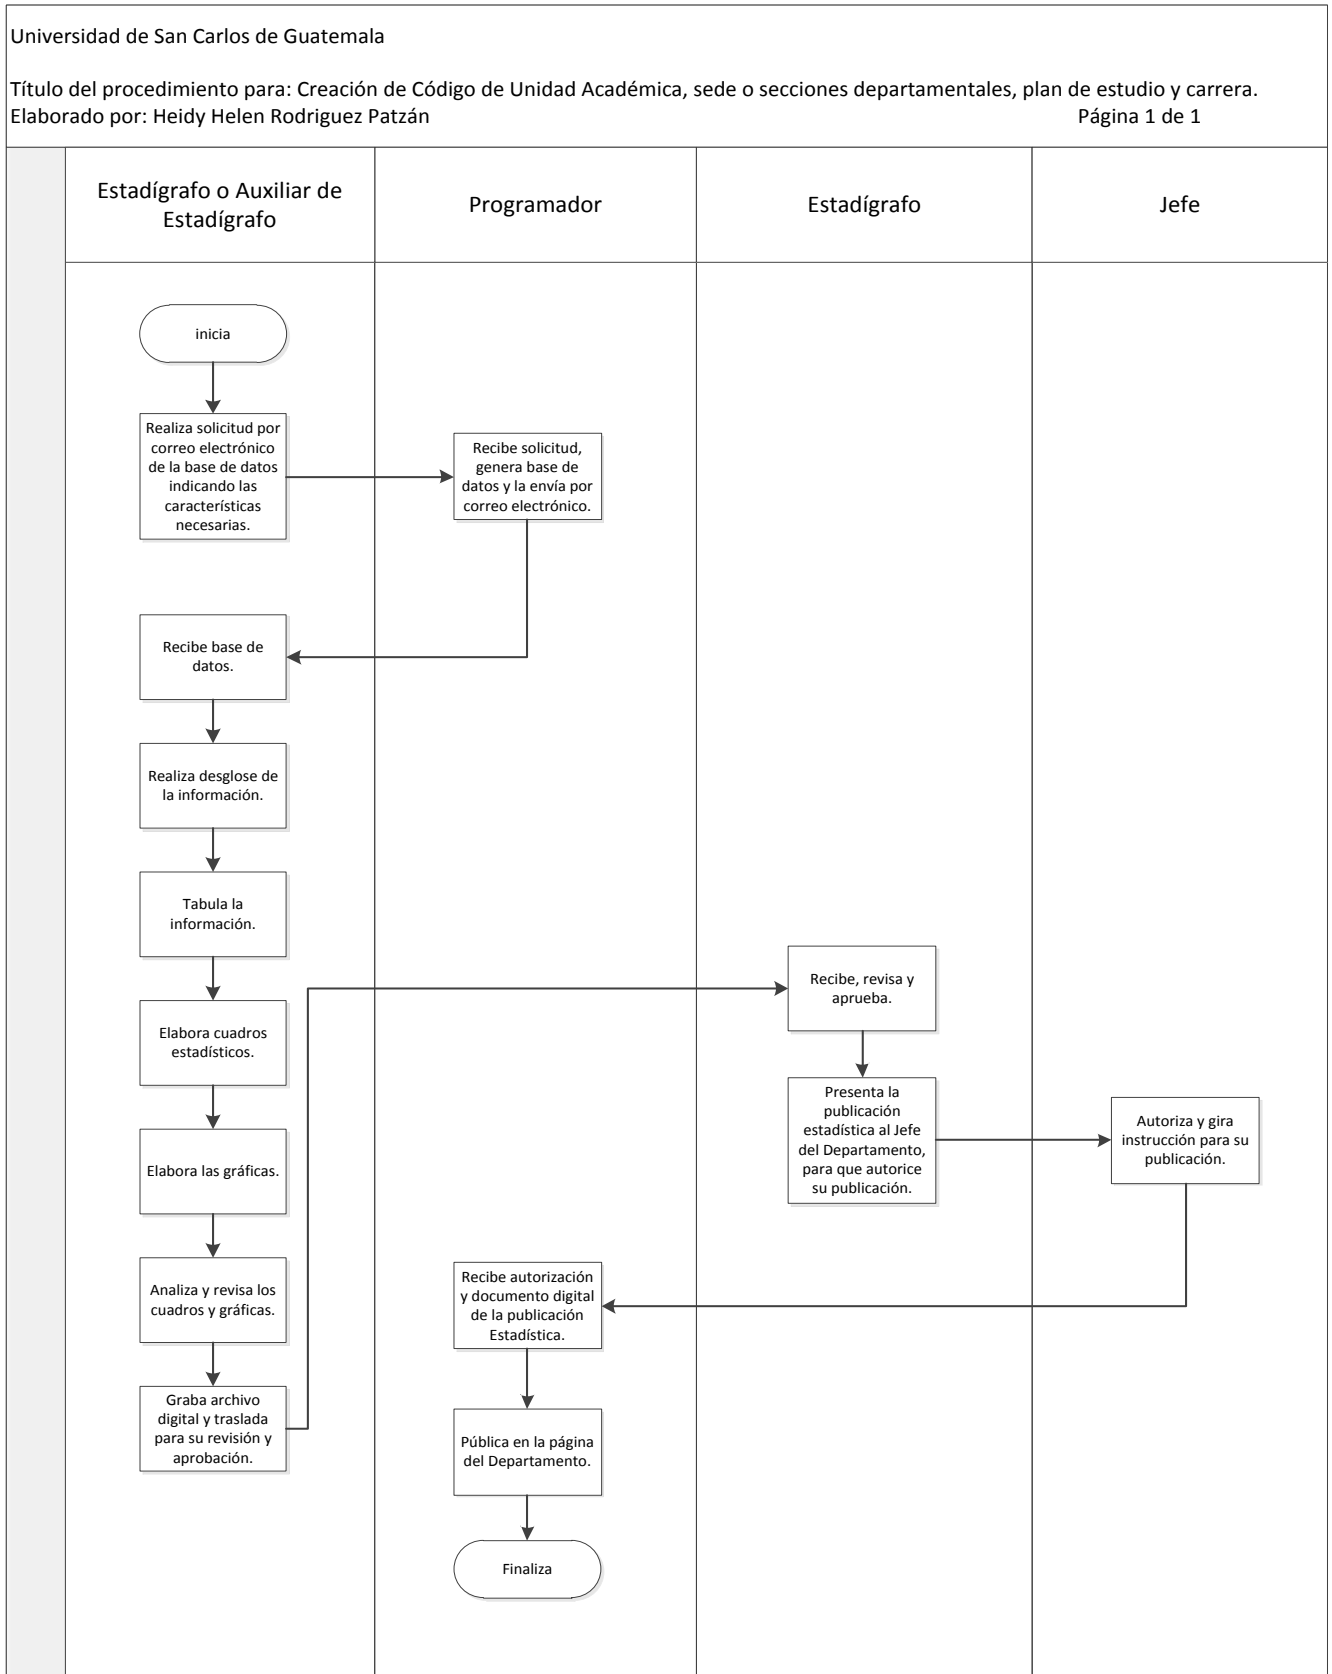 Universidad de San Carlos de Guatemala
Título del procedimiento para: Creación de Código de Unidad Académica, sede o secciones departamentales, plan de estudio y carrera.
Elaborado por: Heidy Helen Rodriguez Patzán
Página 1 de 1
Estadígrafo o Auxiliar de
Estadígrafo
Programador
Estadígrafo
Jefe
inicia
Realiza solicitud por
correo electrónico
de la base de datos
indicando las
características
necesarias.
Recibe solicitud,
genera base de
datos y la envía por
correo electrónico.
Recibe base de
datos.
Realiza desglose de
la información.
Tabula la
información.
Elabora cuadros
estadísticos.
Elabora las gráficas.
Analiza y revisa los
cuadros y gráficas.
Graba archivo
digital y traslada
para su revisión y
aprobación.
Recibe, revisa y
aprueba.
Presenta la
publicación
estadística al Jefe
del Departamento,
para que autorice
su publicación.
Autoriza y gira
instrucción para su
publicación.
Recibe autorización
y documento digital
de la publicación
Estadística.
Pública en la página
del Departamento.
Finaliza